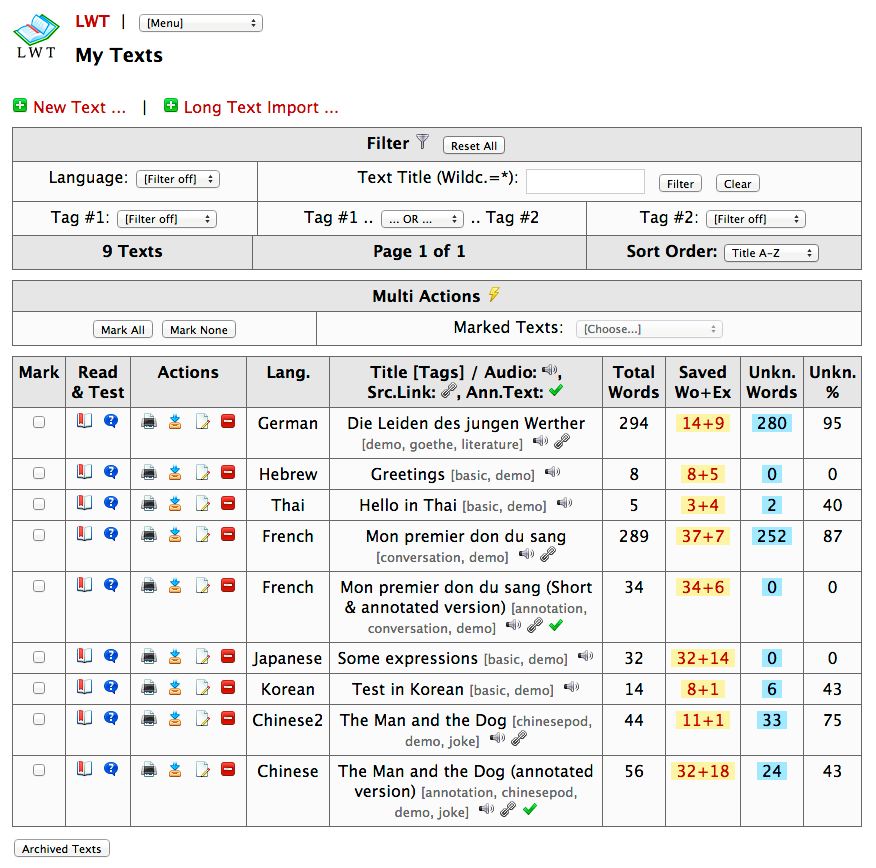 LWT | [Menu]
LWT
My Texts
New Text ... | Long Text Import ...
Filter Reset All
Language: [Filter off] Text Title (Wildc.=*): Filter Clear
Tag #1: [Filter off] Tag #1 .. ... OR ... .. Tag #2 Tag #2: [Filter off]
9 Texts Page 1 of 1 Sort Order: Title A-Z
Multi Actions
Mark All Mark None Marked Texts: [Choose...]
Mark Read Actions Lang. Title [Tags] / Audio: , Total Saved Unkn. Unkn.
& Test Src.Link: , Ann.Text: Words Wo+Ex Words %
German Die Leiden des jungen Werther 294 14+9 280 95
[demo, goethe, literature]
Hebrew Greetings [basic, demo] 8 8+5 0 0
Thai Hello in Thai [basic, demo] 5 3+4 2 40
French Mon premier don du sang 289 37+7 252 87
[conversation, demo]
French Mon premier don du sang (Short 34 34+6 0 0
& annotated version) [annotation,
conversation, demo]
Japanese Some expressions [basic, demo] 32 32+14 0 0
Korean Test in Korean [basic, demo] 14 8+1 6 43
Chinese2 The Man and the Dog [chinesepod, 44 11+1 33 75
demo, joke]
Chinese The Man and the Dog (annotated 56 32+18 24 43
version) [annotation, chinesepod,
demo, joke]
Archived Texts